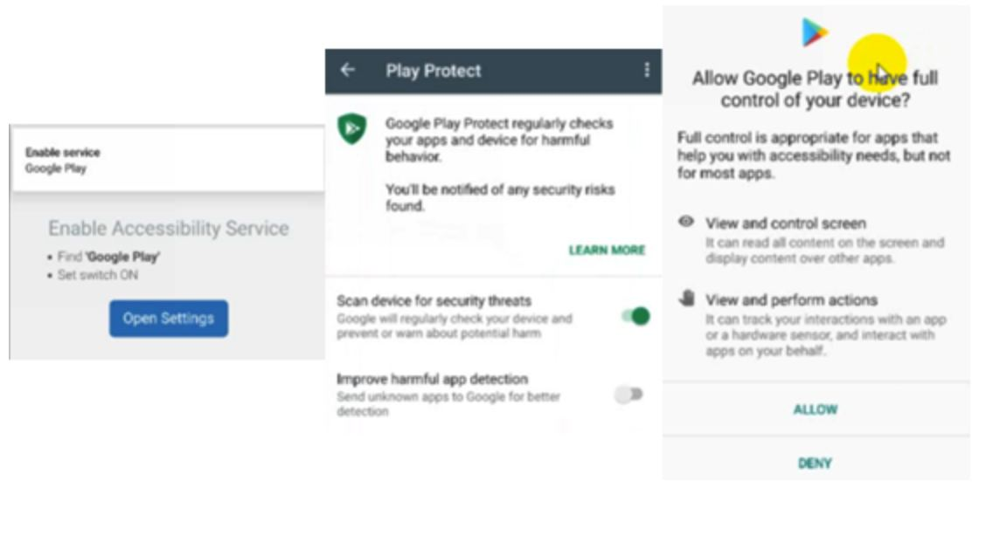 Enable service
Google Play
Enable Accessibility Service
• Find 'Google Play'
• Set switch ON
Open Settings
Play Protect
Google Play Protect regularly checks
your apps and device for harmful
behavior.
You'll be notified of any security risks
found.
LEARN MORE
Scan device for security threats
Google will regularly check your device and
prevent or warn about potential harm
Improve harmful app detection
Send unknown apps to Google for better
detection
Allow Google Play to have full
control of your device?
Full control is appropriate for apps that
help you with accessibility needs, but not
for most apps.
View and control screen
It can read all content on the screen and
display content over other apps.
View and perform actions
It can track your interactions with an app
or a hardware sensor, and interact with
apps on your behalf.
ALLOW
DENY